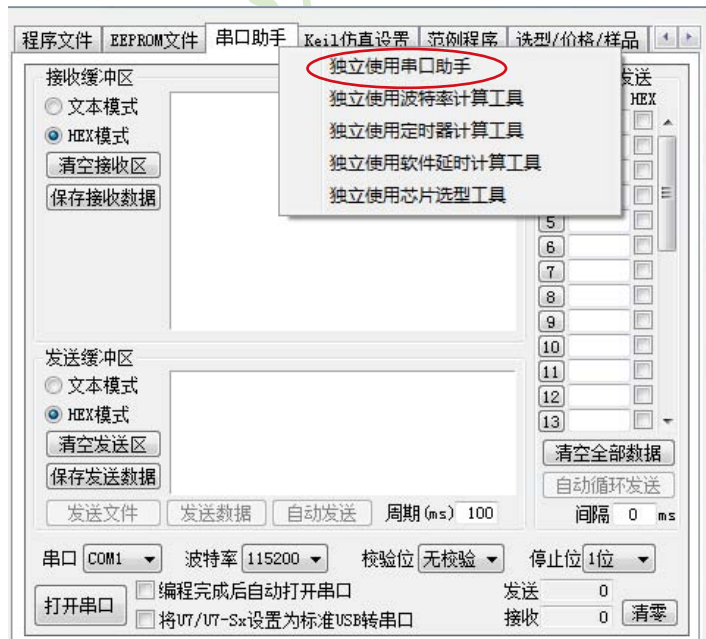 程序文件 EEPROM文件 串口助手 Keil仿真设置 范例程序 选型/价格/样品
独立使用串口助手
独立使用波特率计算工具
独立使用定时器计算工具
独立使用软件延时计算工具
独立使用芯片选型工具
接收缓冲区
文本模式
HEX模式
清空接收区
保存接收数据
发送
HEX
5
6
7
8
9
10
11
12
13
发送缓冲区
文本模式
HEX模式
清空发送区
保存发送数据
清空全部数据
自动循环发送
发送文件 发送数据 自动发送 周期(ms) 100 间隔 0 ms
串口 COM1 波特率 115200 校验位 无校验 停止位 1位
打开串口 编程完成后自动打开串口 发送 0
将U7/U7-Sx设置为标准USB转串口 接收 0 清零